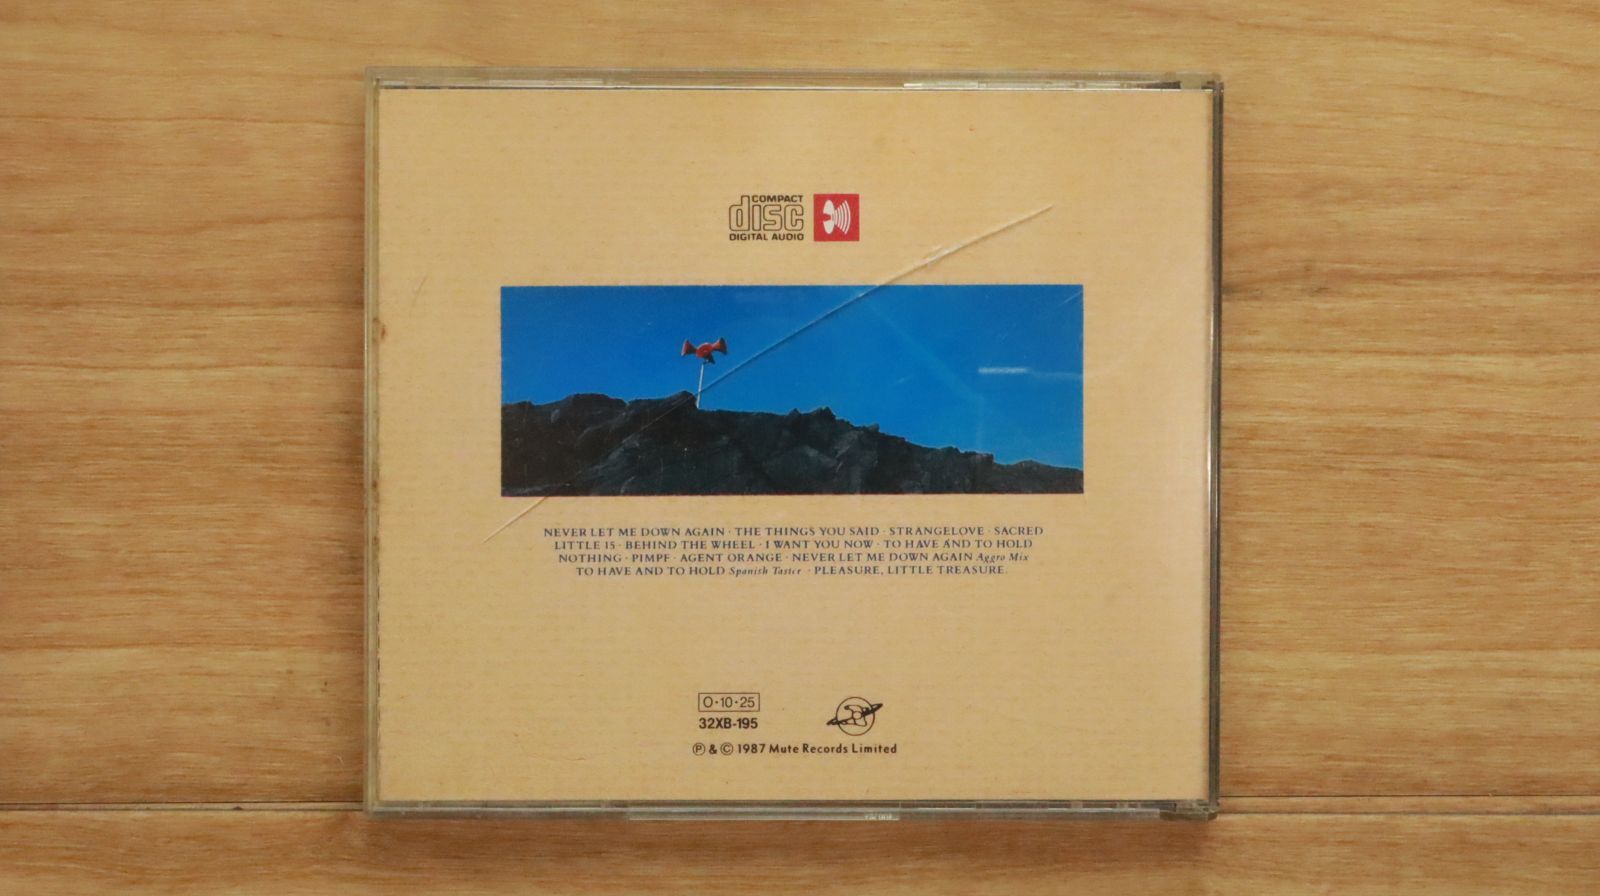 COMPACT
disc
DIGITAL AUDIO
NEVER LET ME DOWN AGAIN · THE THINGS YOU SAID · STRANGELOVE · SACRED
LITTLE 15 · BEHIND THE WHEEL · I WANT YOU NOW · TO HAVE AND TO HOLD
NOTHING · PIMPF · AGENT ORANGE · NEVER LET ME DOWN AGAIN Aggro Mix
TO HAVE AND TO HOLD Spanish Taster · PLEASURE, LITTLE TREASURE.
O·10·25
32XB-195
Ⓟ & © 1987 Mute Records Limited